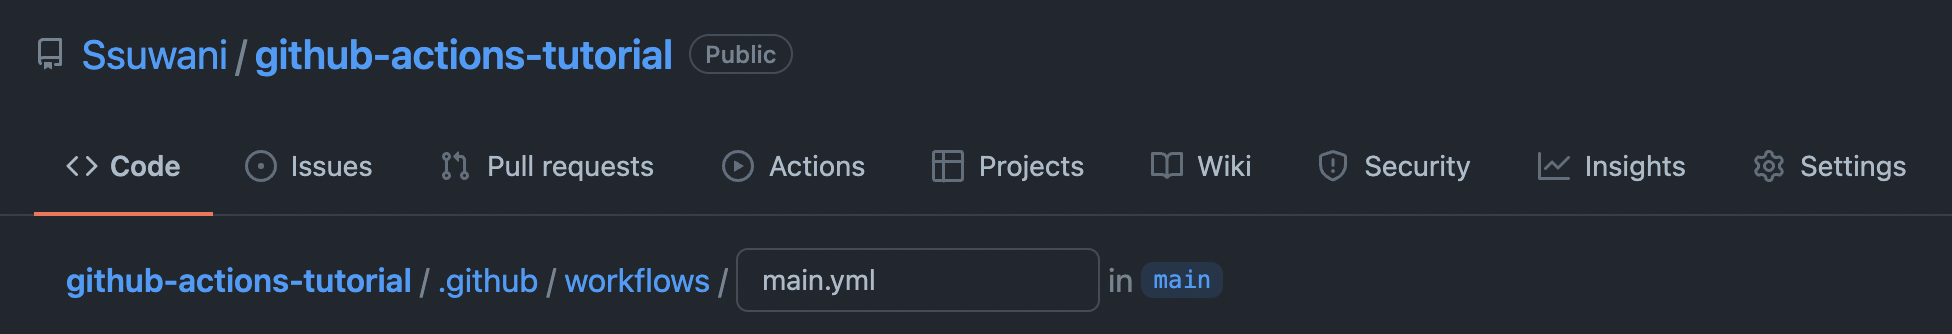 Ssuwani / github-actions-tutorial Public
Code Issues Pull requests Actions Projects Wiki Security Insights Settings
github-actions-tutorial / .github / workflows / main.yml in main